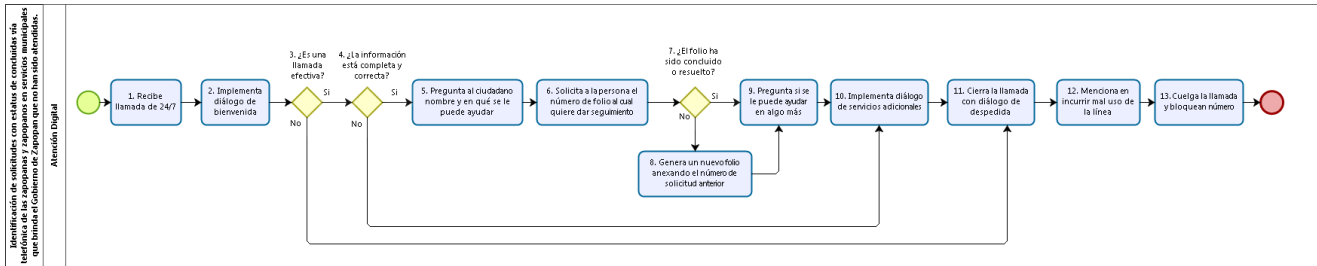 Identificación de solicitudes con estatus de concluidas vía
telefónica de las zapopanas y zapopanos en servicios municipales
que brinda el Gobierno de Zapopan que no han sido atendidas.
Atención Digital
1. Recibe
llamada de 24/7
2. Implementa
diálogo de
bienvenida
3. ¿Es una
llamada
efectiva?
Si
No
4. ¿La información
está completa y
correcta?
Si
No
5. Pregunta al ciudadano
nombre y en qué se le
puede ayudar
6. Solicita a la persona el
número de folio al cual
quiere dar seguimiento
7. ¿El folio ha
sido concluido
o resuelto?
Si
No
8. Genera un nuevo folio
anexando el número de
solicitud anterior
9. Pregunta si se
le puede ayudar
en algo más
10. Implementa diálogo
de servicios adicionales
11. Cierra la llamada
con diálogo de
despedida
12. Menciona en
incurrir mal uso de
la línea
13. Cuelga la llamada
y bloquean número